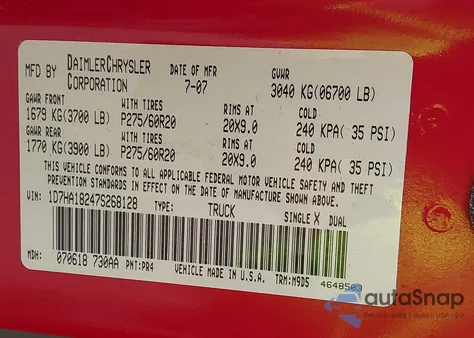 MFD BY DAIMLERCHRYSLER CORPORATION DATE OF MFR 7-07 GVWR 3040 KG(06700 LB)
GAWR FRONT WITH TIRES RIMS AT COLD
1679 KG(3700 LB) P275/60R20 20X9.0 240 KPA( 35 PSI)
GAWR REAR WITH TIRES RIMS AT COLD
1770 KG(3900 LB) P275/60R20 20X9.0 240 KPA( 35 PSI)
THIS VEHICLE CONFORMS TO ALL APPLICABLE FEDERAL MOTOR VEHICLE SAFETY AND THEFT
PREVENTION STANDARDS IN EFFECT ON THE DATE OF MANUFACTURE SHOWN ABOVE.
VIN: 1D7HA18247S268128 TYPE: TRUCK SINGLE X DUAL
MDH: 070618 730AA PNT:PR4 VEHICLE MADE IN U.S.A. TRM:M9D5 4648503
autaSnap